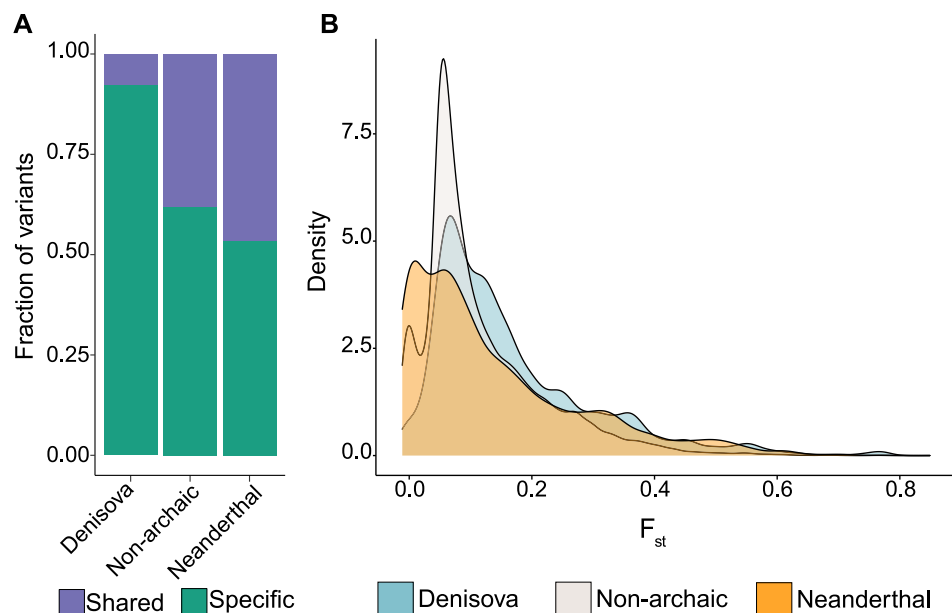 A
Fraction of variants
1.00
0.75
0.50
0.25
0.00
Denisova
Non-archaic
Neanderthal
Shared
Specific
B
Density
7.5
5.0
2.5
0.0
0.0
0.2
0.4
0.6
0.8
Fst
Denisova
Non-archaic
Neanderthal